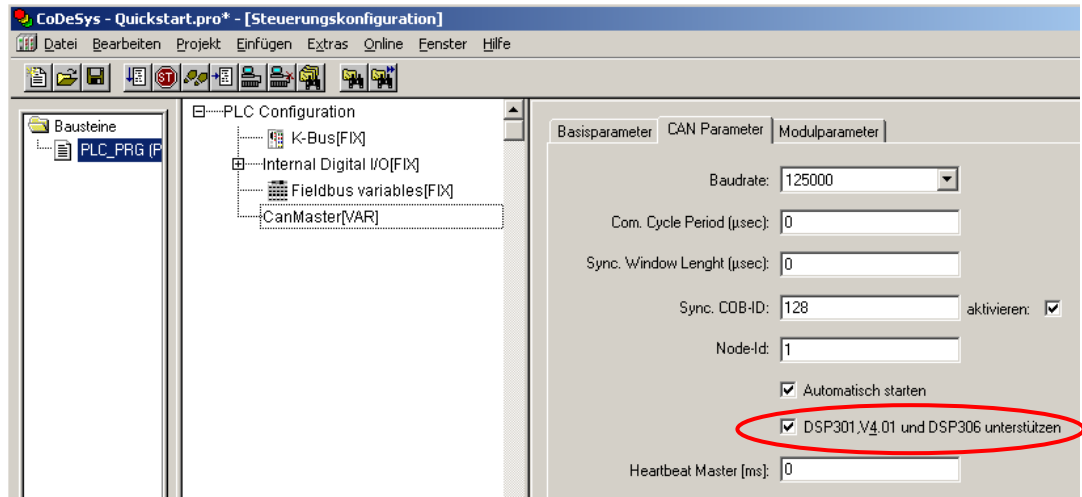 CoDeSys - Quickstart.pro* - [Steuerungskonfiguration]
Datei Bearbeiten Projekt Einfügen Extras Online Fenster Hilfe
Bausteine
PLC_PRG (P
PLC Configuration
K-Bus[FIX]
Internal Digital I/O[FIX]
Fieldbus variables[FIX]
CanMaster[VAR]
Basisparameter CAN Parameter Modulparameter
Baudrate: 125000
Com. Cycle Period (µsec): 0
Sync. Window Lenght (µsec): 0
Sync. COB-ID: 128 aktivieren:
Node-Id: 1
Automatisch starten
DSP301,V4.01 und DSP306 unterstützen
Heartbeat Master [ms]: 0